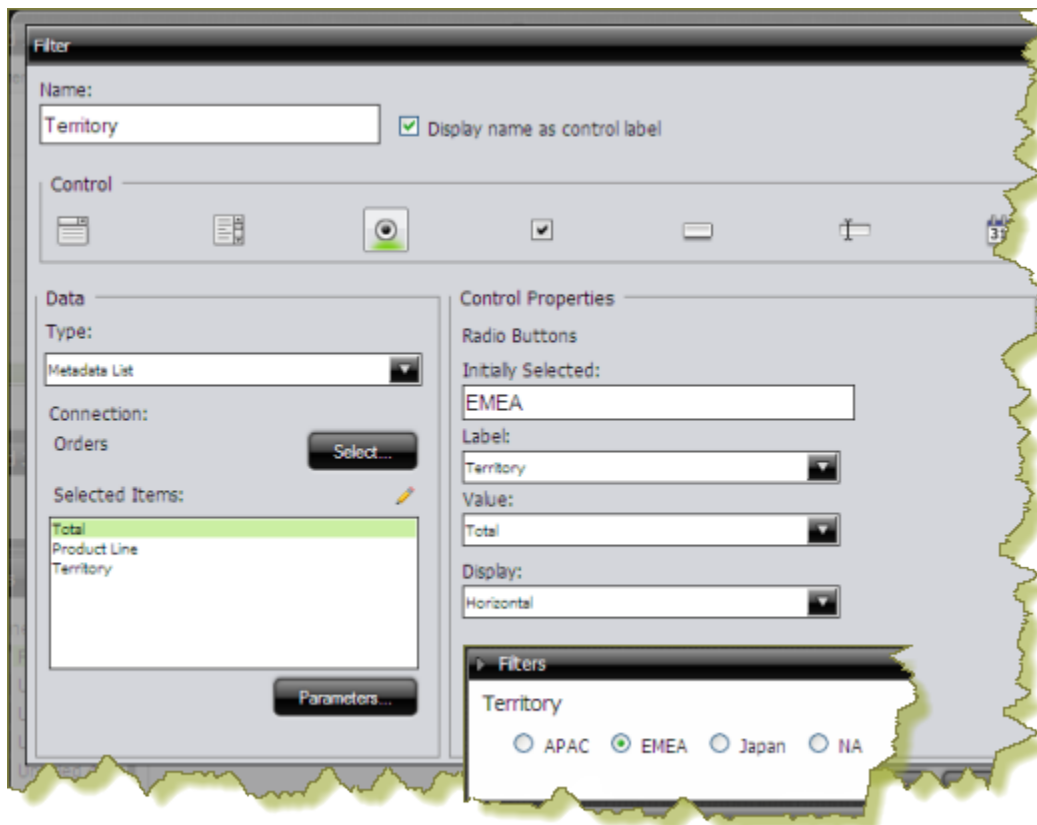 Filter
Name:
Territory
Display name as control label
Control
31
Data
Type:
Metadata List
Connection:
Orders
Select...
Selected Items:
Total
Product Line
Territory
Parameters...
Control Properties
Radio Buttons
Initially Selected:
EMEA
Label:
Territory
Value:
Total
Display:
Horizontal
Filters
Territory
APAC EMEA Japan NA